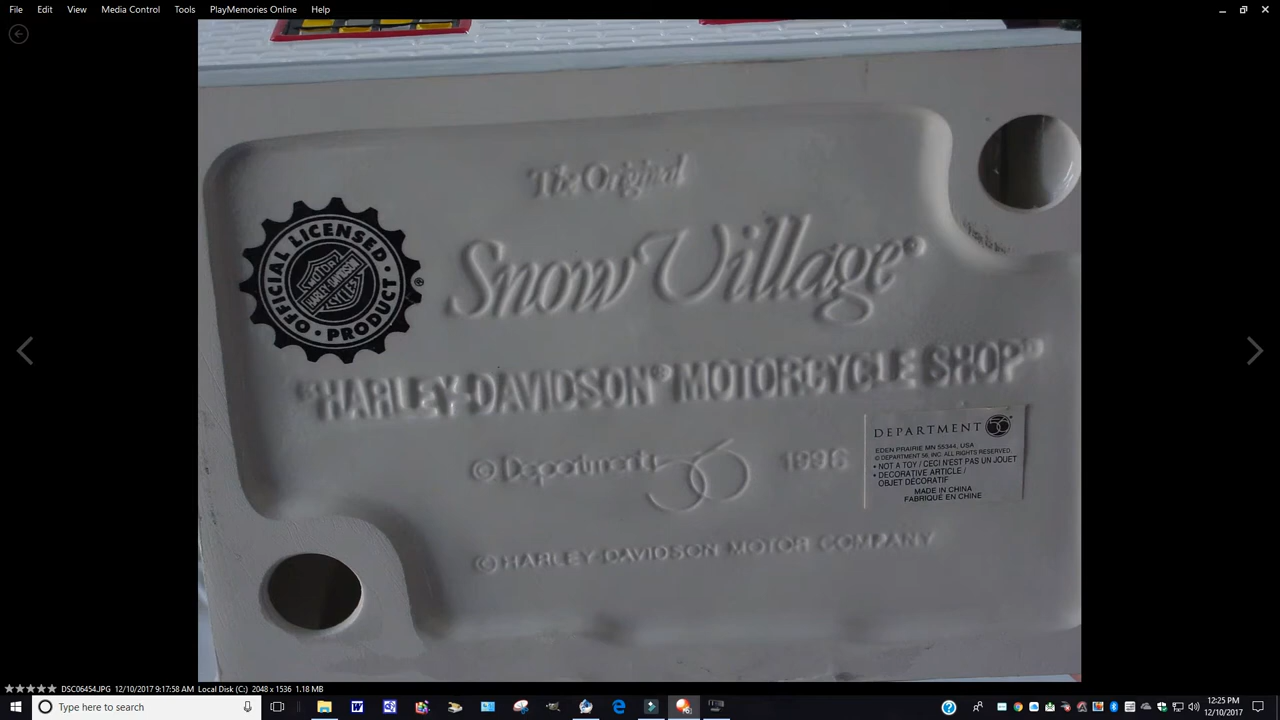 File Edit View Media Control Tools PlayMemories Online Help
The Original
Snow Village®
"HARLEY-DAVIDSON® MOTORCYCLE SHOP"
OFFICIAL LICENSED PRODUCT
MOTOR
HARLEY-DAVIDSON
CYCLES
®
© Department 56 1996
© HARLEY-DAVIDSON MOTOR COMPANY
DEPARTMENT 56
EDEN PRAIRIE MN 55344, USA
© DEPARTMENT 56, INC. ALL RIGHTS RESERVED.
• NOT A TOY / CECI N'EST PAS UN JOUET
• DECORATIVE ARTICLE /
OBJET DÉCORATIF
MADE IN CHINA
FABRIQUÉ EN CHINE
DSC06454.JPG 12/10/2017 9:17:58 AM Local Disk (C:) 2048 x 1536 1.18 MB
Type here to search
12:25 PM
12/10/2017